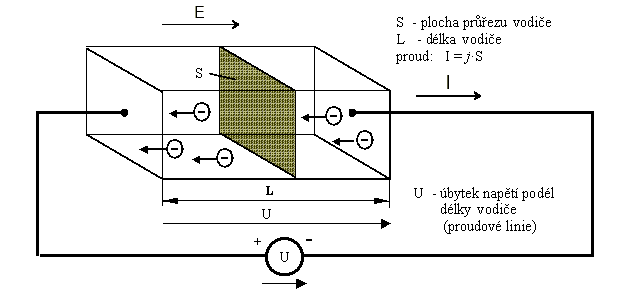 E
S - plocha průřezu vodiče
L - délka vodiče
proud: I = j·S
I
S
L
U
U - úbytek napětí podél
délky vodiče
(proudové linie)
+ -
U